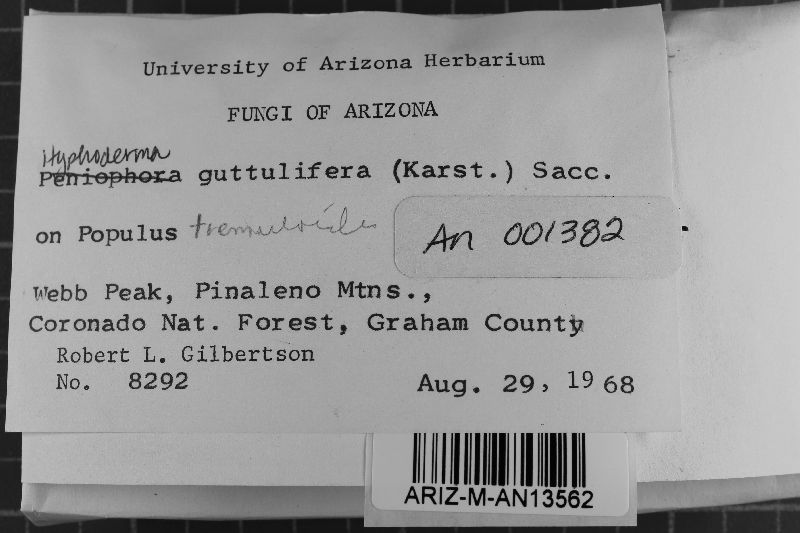 University of Arizona Herbarium
FUNGI OF ARIZONA
Hyphoderma
Peniophora guttulifera (Karst.) Sacc.
on Populus tremuloides
An 001382
Webb Peak, Pinaleno Mtns.,
Coronado Nat. Forest, Graham County
Robert L. Gilbertson
No. 8292 Aug. 29, 1968
ARIZ-M-AN13562